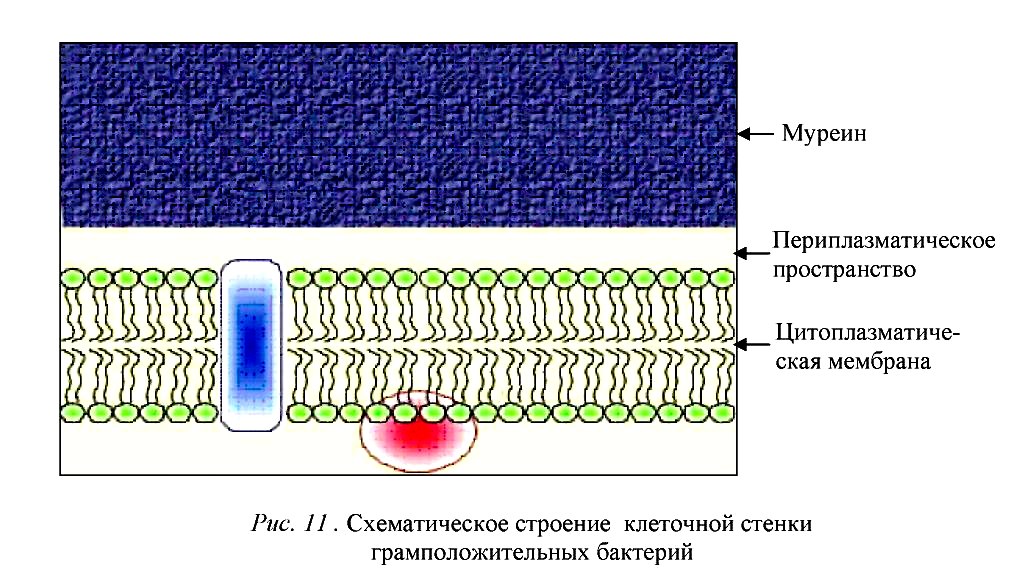 Муреин
Периплазматическое
пространство
Цитоплазматиче-
ская мембрана
Рис. 11 . Схематическое строение клеточной стенки
грамположительных бактерий